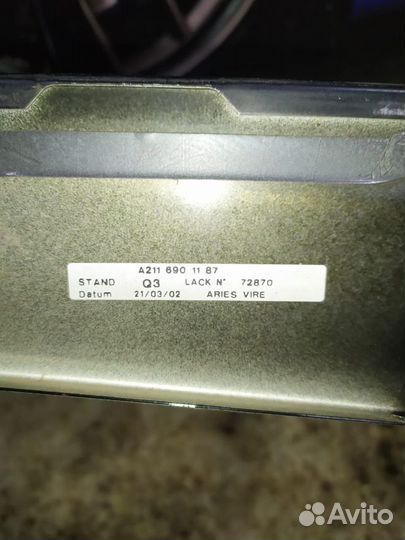 A211 690 11 87
STAND Q3 LACK N° 72870
Datum 21/03/02 ARIES VIRE
Avito